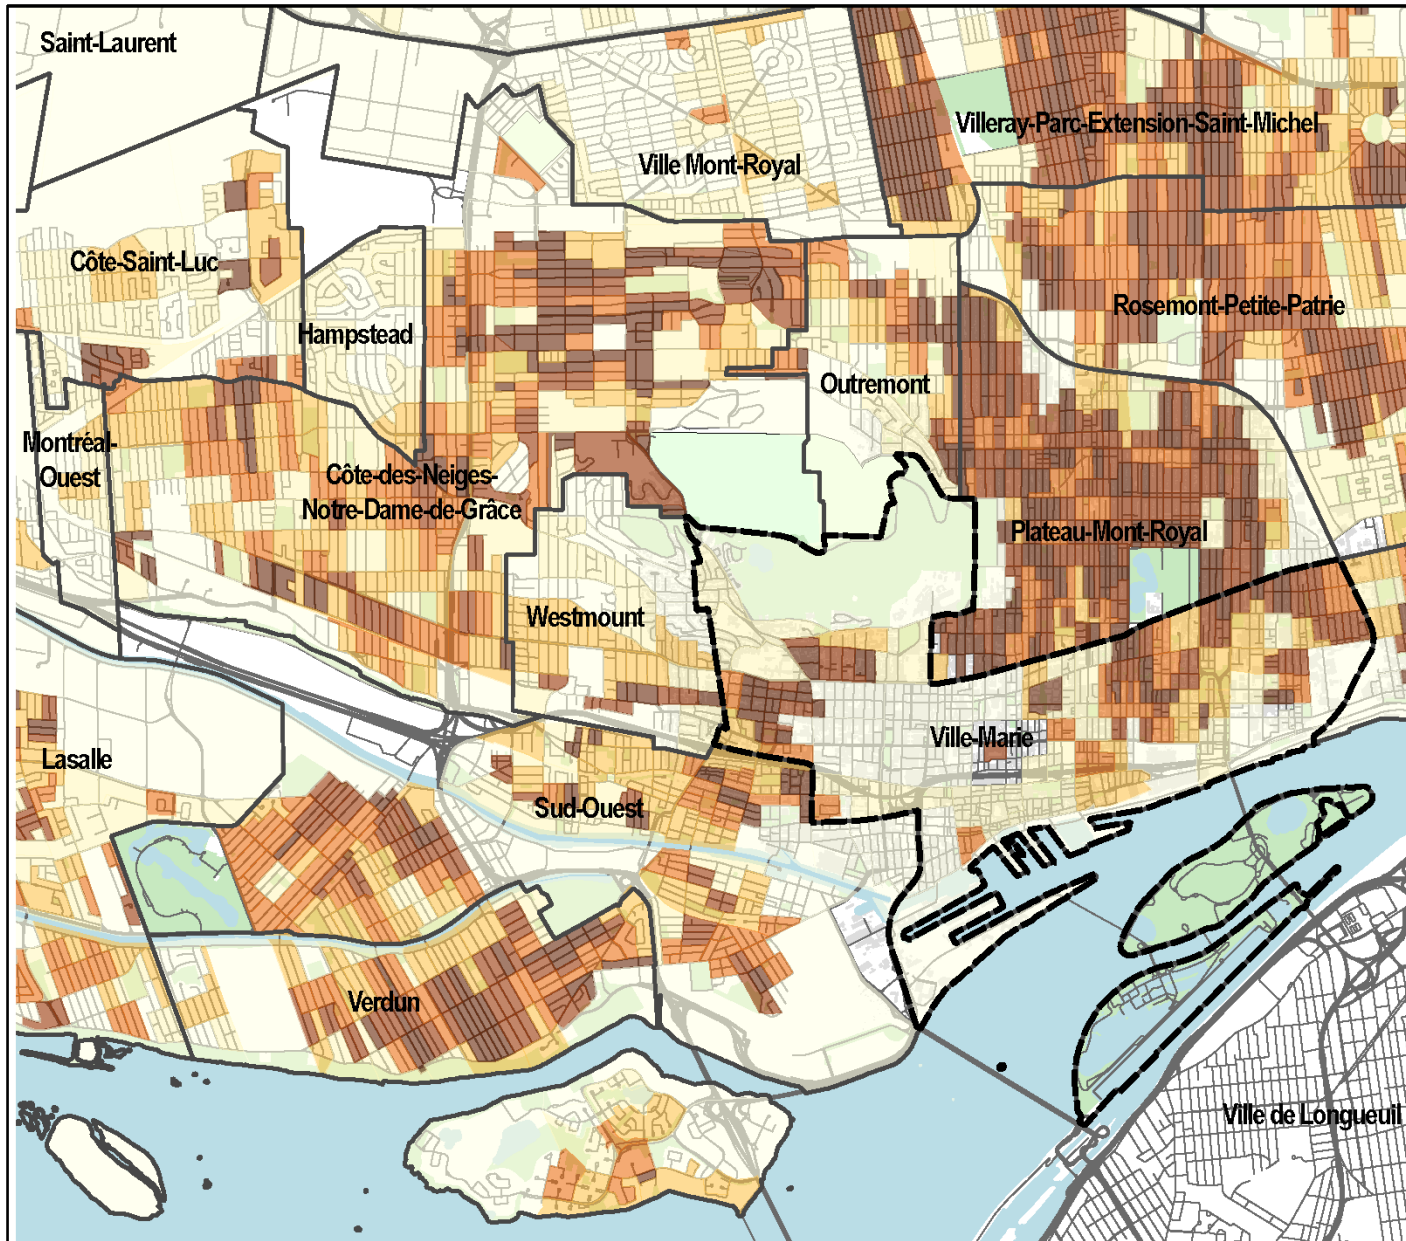 Saint-Laurent
Villeray-Parc-Extension-Saint-Michel
Ville Mont-Royal
Côte-Saint-Luc
Rosemont-Petite-Patrie
Hampstead
Outremont
Montréal-
Ouest
Côte-des-Neiges-
Notre-Dame-de-Grâce
Plateau-Mont-Royal
Westmount
Ville-Marie
Lasalle
Sud-Ouest
Verdun
Ville de Longueuil